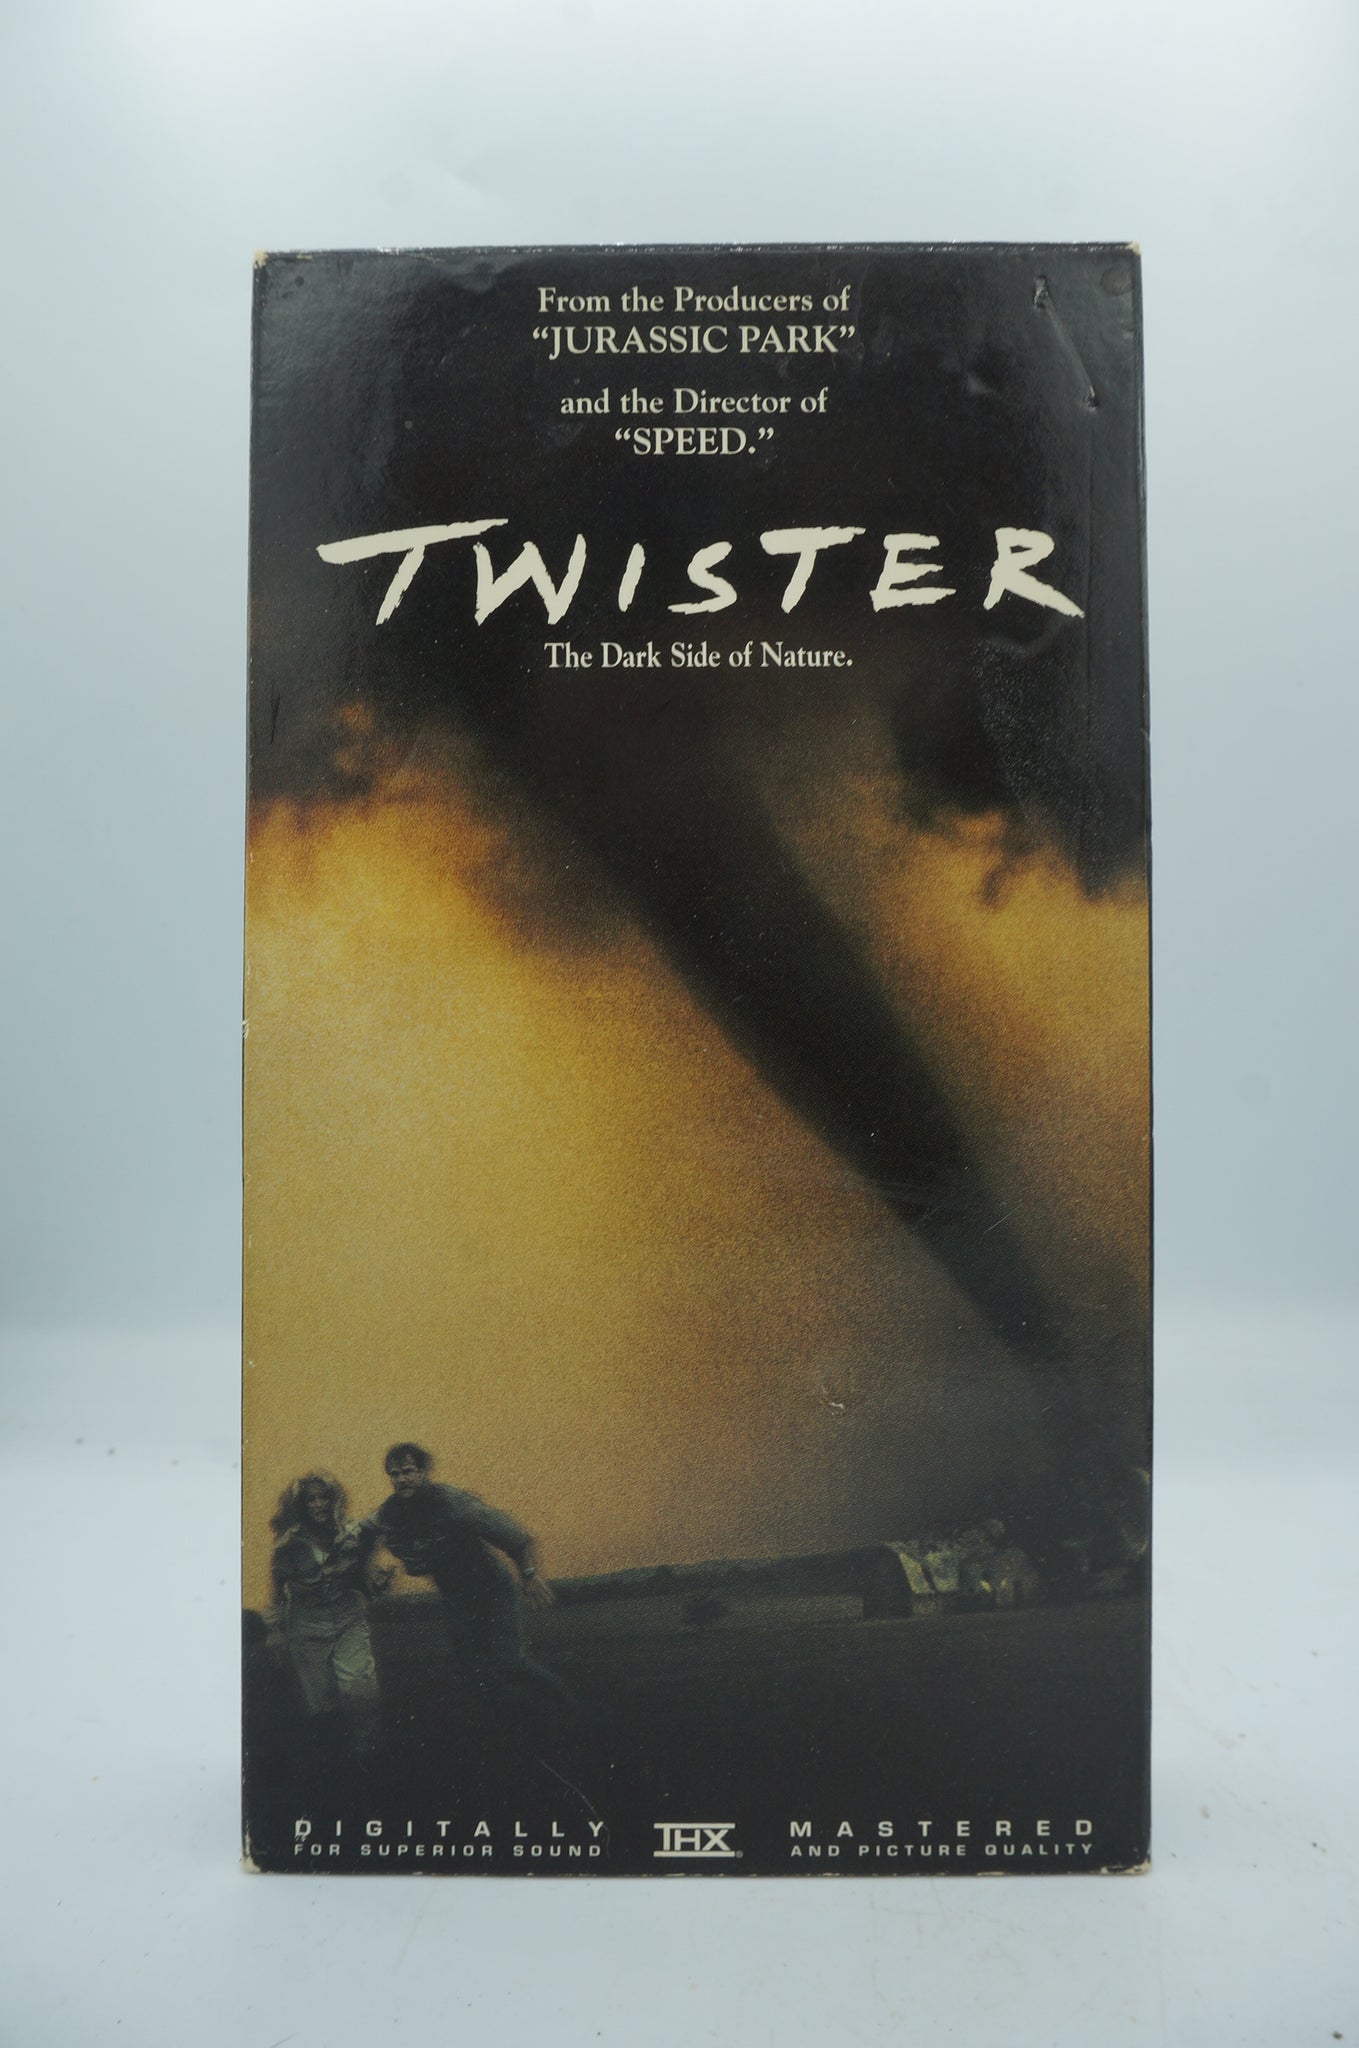 From the Producers of
“JURASSIC PARK”
and the Director of
“SPEED.”
TWISTER
The Dark Side of Nature.
DIGITALLY THX MASTERED
FOR SUPERIOR SOUND AND PICTURE QUALITY